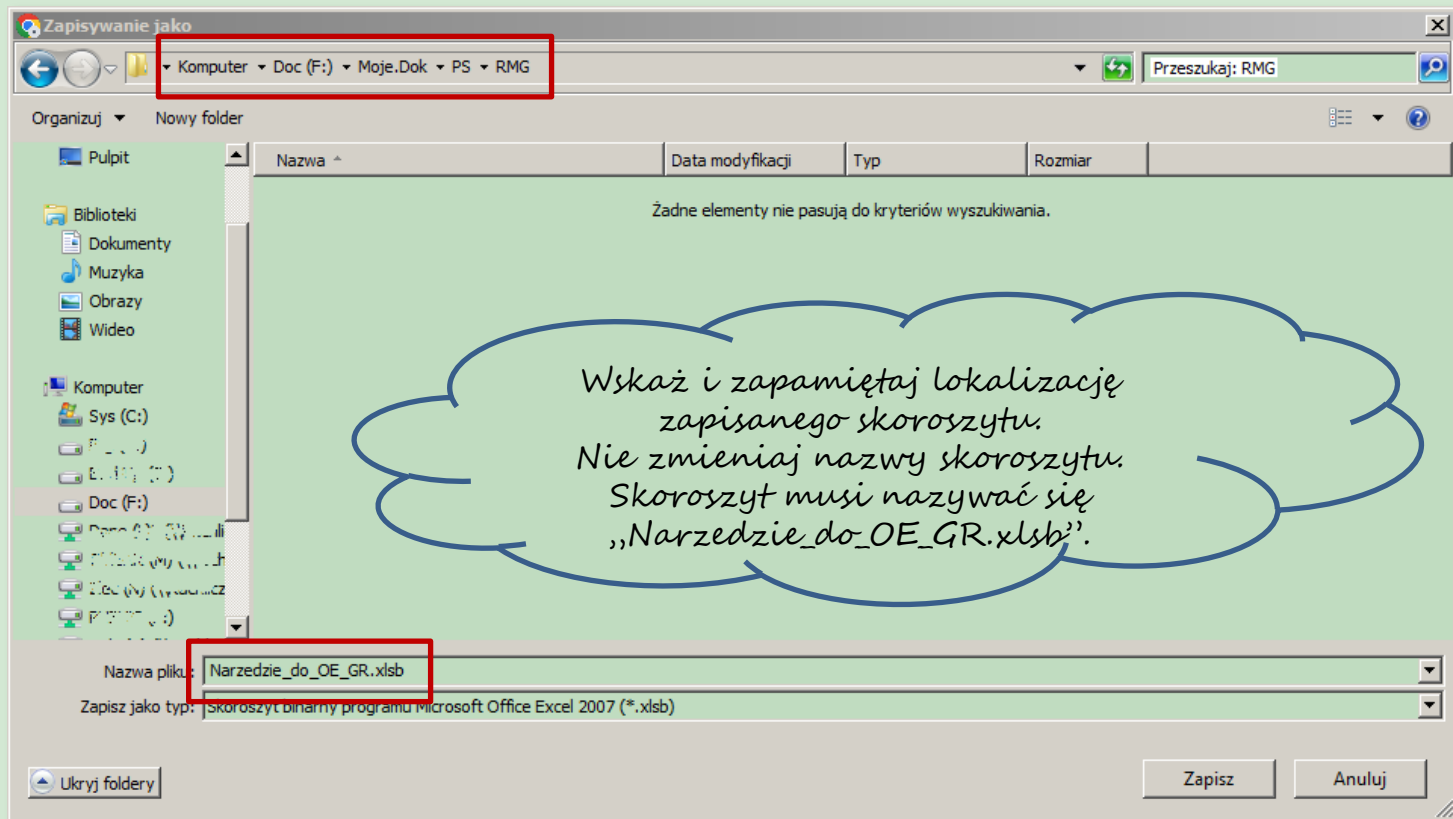 Zapisywanie jako
Komputer Doc (F:) Moje.Dok PS RMG
Przeszukaj: RMG
Organizuj Nowy folder
Pulpit
Nazwa Data modyfikacji Typ Rozmiar
Żadne elementy nie pasują do kryteriów wyszukiwania.
Biblioteki
Dokumenty
Muzyka
Obrazy
Wideo
Komputer
Sys (C:)
Doc (F:)
Wskaż i zapamiętaj lokalizację
zapisanego skoroszytu.
Nie zmieniaj nazwy skoroszytu.
Skoroszyt musi nazywać się
,,Narzedzie_do_OE_GR.xlsb”.
Nazwa pliku: Narzedzie_do_OE_GR.xlsb
Zapisz jako typ: Skoroszyt binarny programu Microsoft Office Excel 2007 (*.xlsb)
Ukryj foldery
Zapisz Anuluj